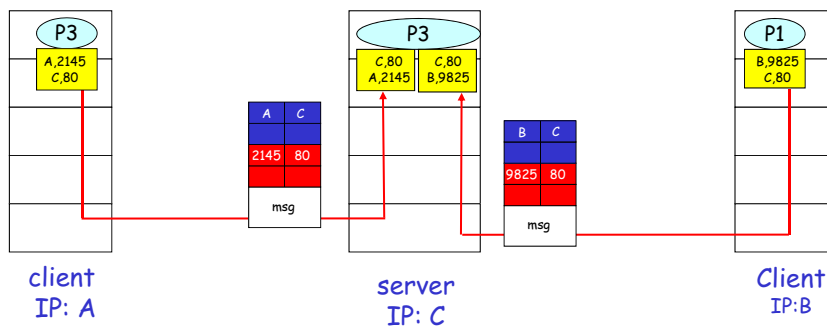 P3
A,2145
C,80
client
IP: A
A C
2145 80
msg
P3
C,80
A,2145
C,80
B,9825
server
IP: C
B C
9825 80
msg
P1
B,9825
C,80
Client
IP:B